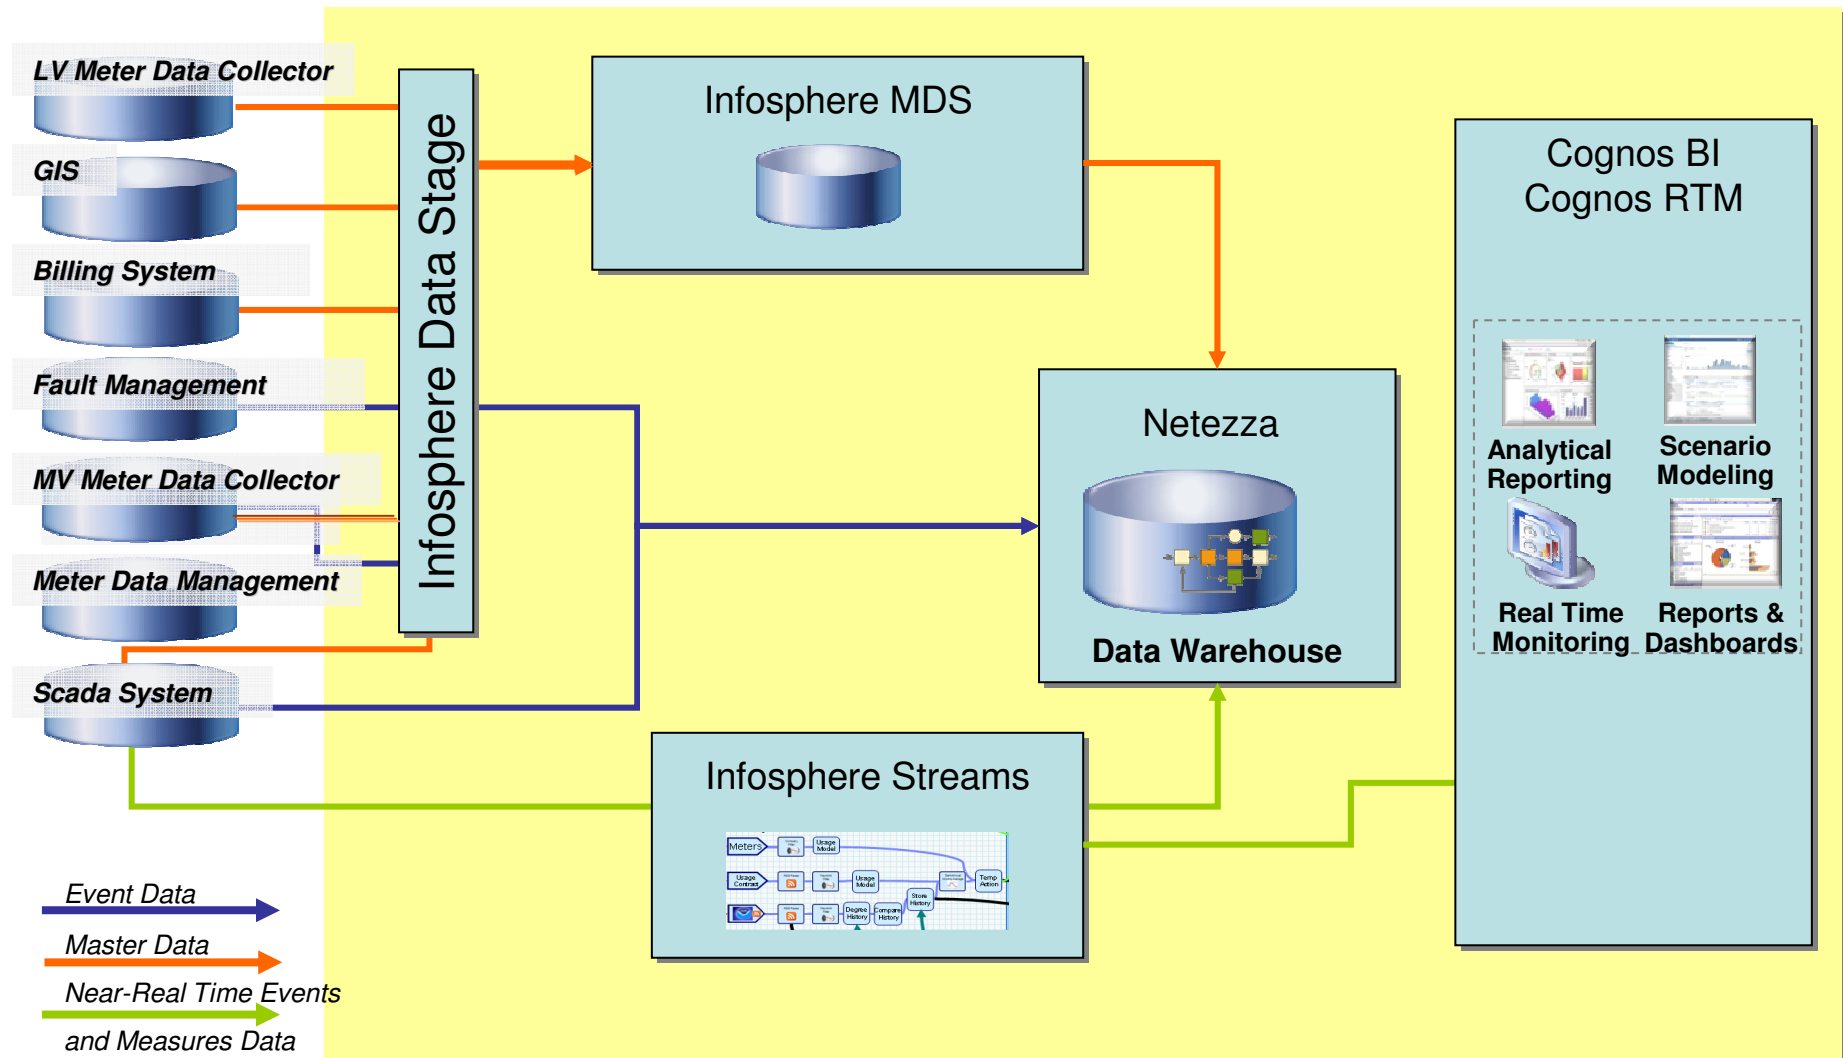 LV Meter Data Collector
GIS
Billing System
Fault Management
MV Meter Data Collector
Meter Data Management
Scada System
Infosphere Data Stage
Infosphere MDS
Netezza
Data Warehouse
Infosphere Streams
Meters
Usage
Model
Usage
Contract
Usage
Model
Temp
Action
Store
History
Degree
History
Compare
History
Cognos BI
Cognos RTM
Analytical
Reporting
Scenario
Modeling
Real Time
Monitoring
Reports &
Dashboards
Event Data
Master Data
Near-Real Time Events
and Measures Data